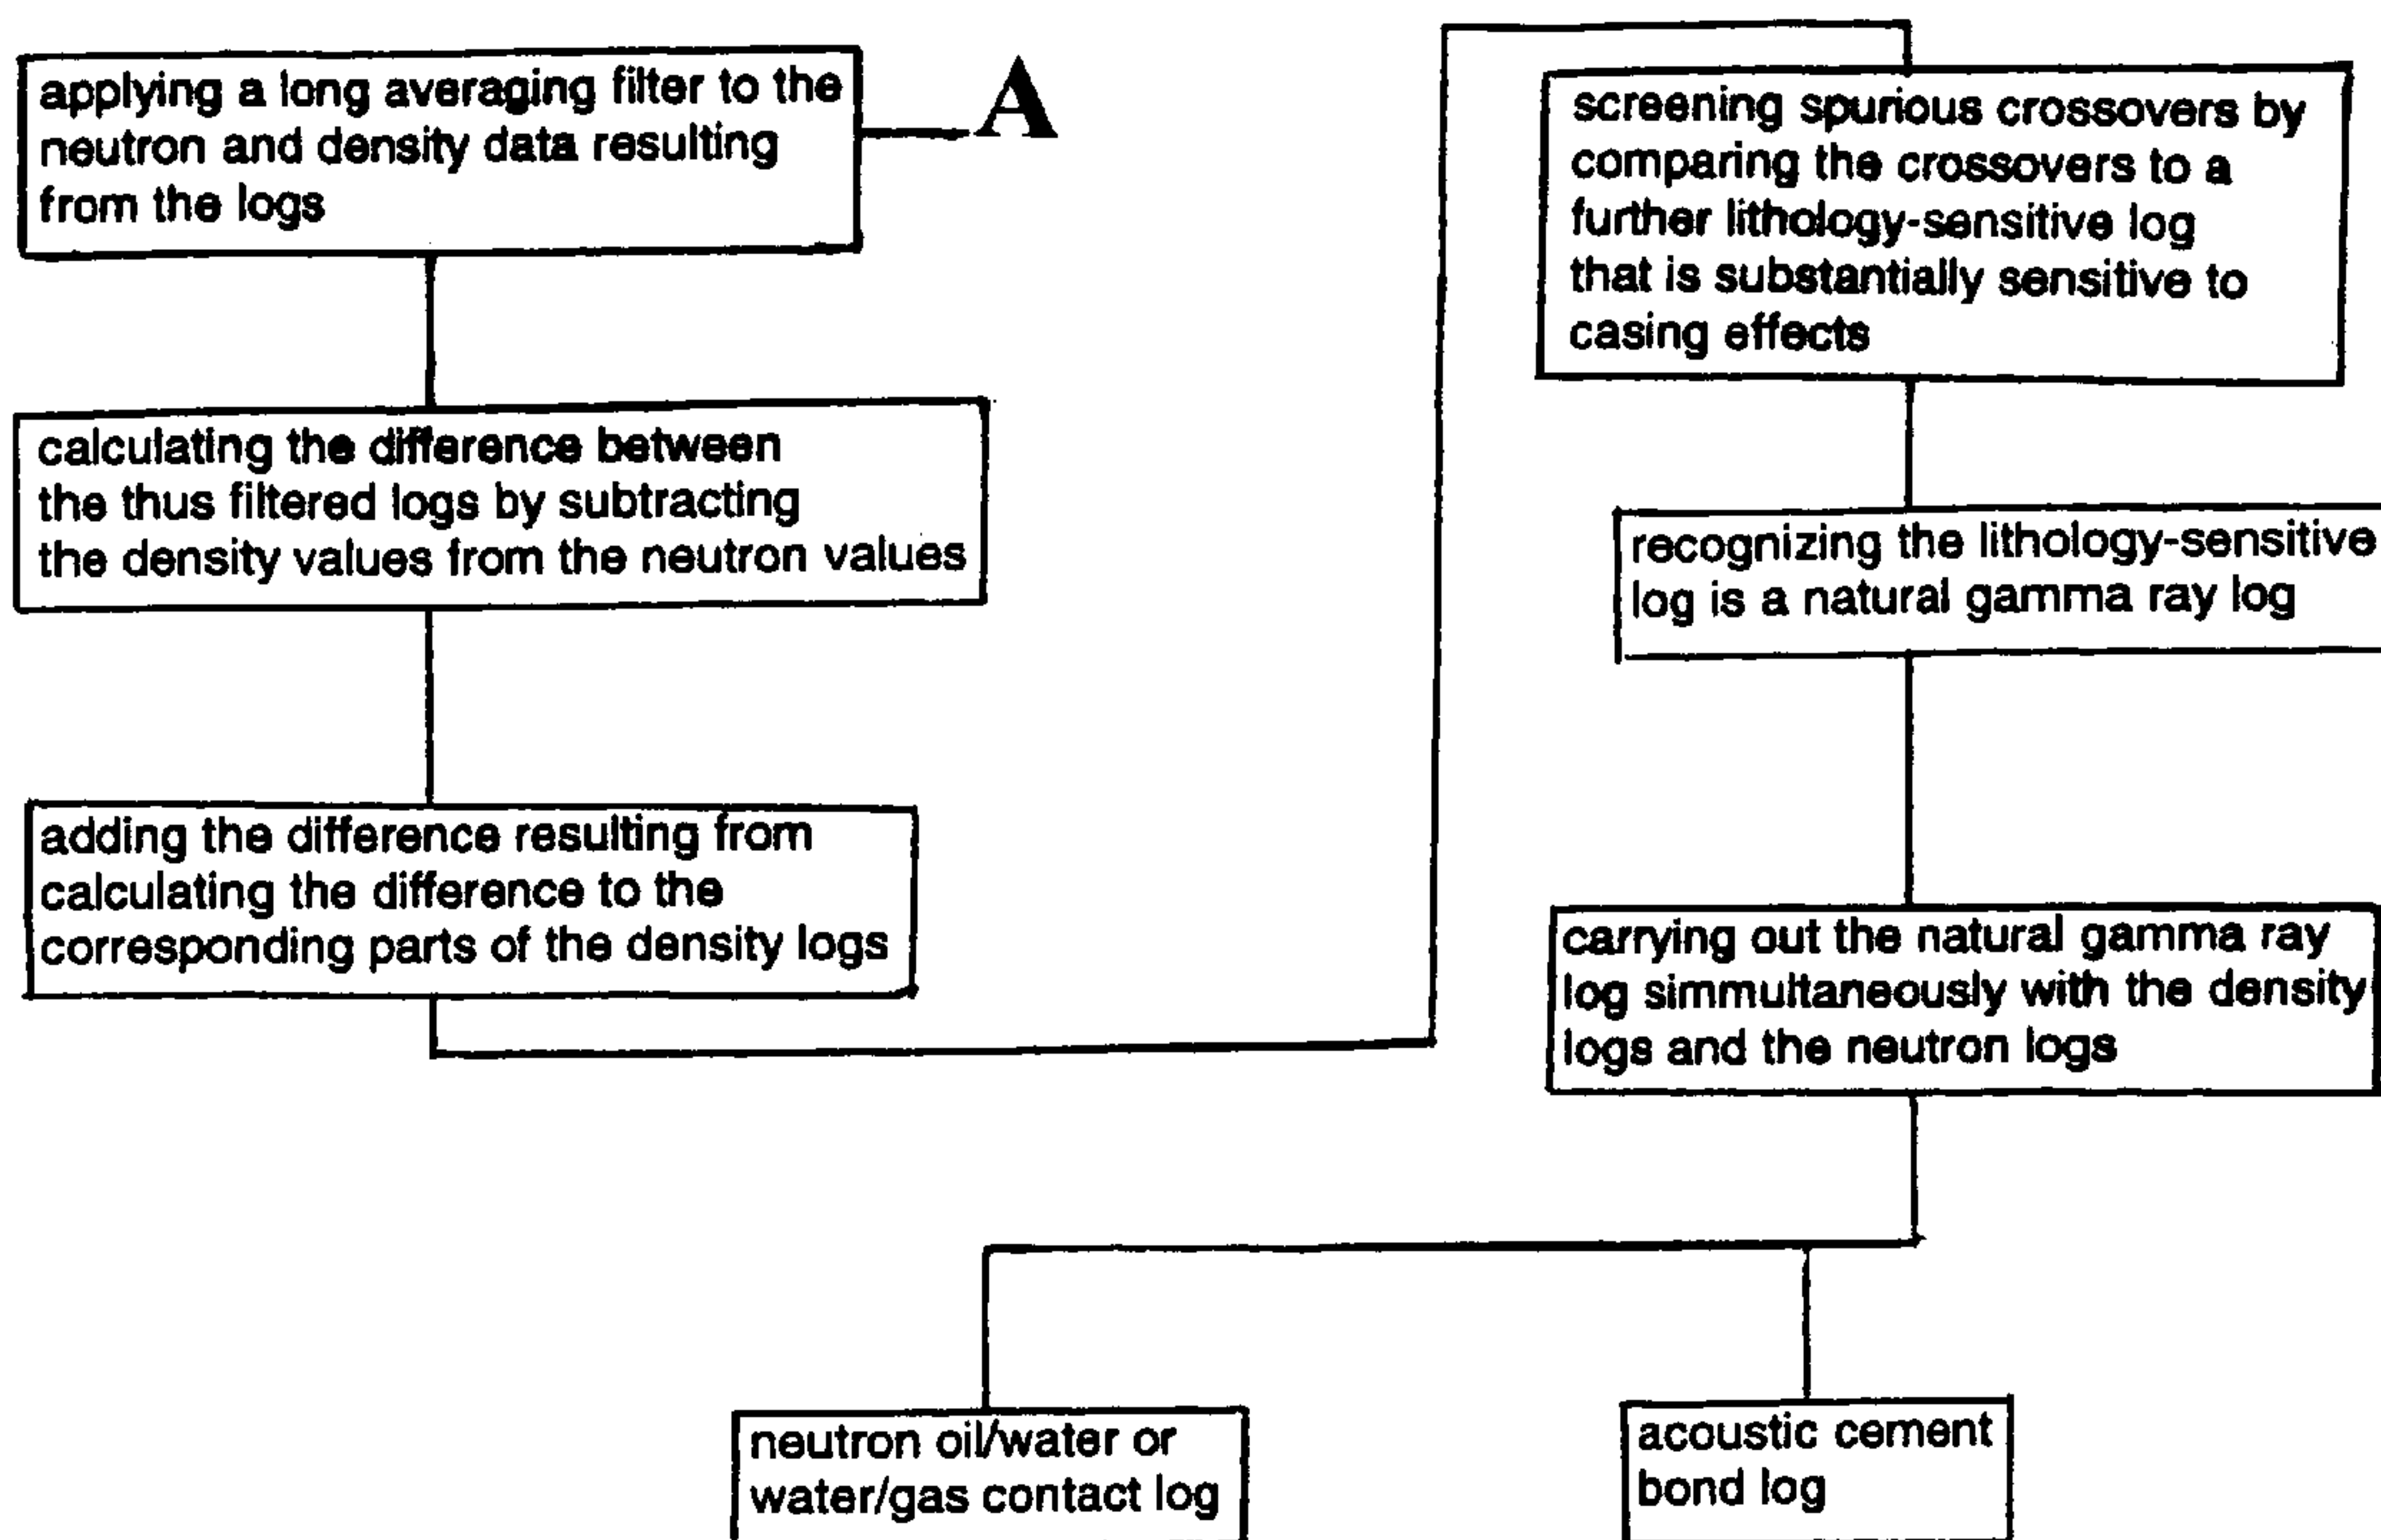 applying a long averaging filter to the
neutron and density data resulting
from the logs
A
calculating the difference between
the thus filtered logs by subtracting
the density values from the neutron values
adding the difference resulting from
calculating the difference to the
corresponding parts of the density logs
screening spurious crossovers by
comparing the crossovers to a
further lithology-sensitive log
that is substantially sensitive to
casing effects
recognizing the lithology-sensitive
log is a natural gamma ray log
carrying out the natural gamma ray
log simmultaneously with the density
logs and the neutron logs
neutron oil/water or
water/gas contact log
acoustic cement
bond log